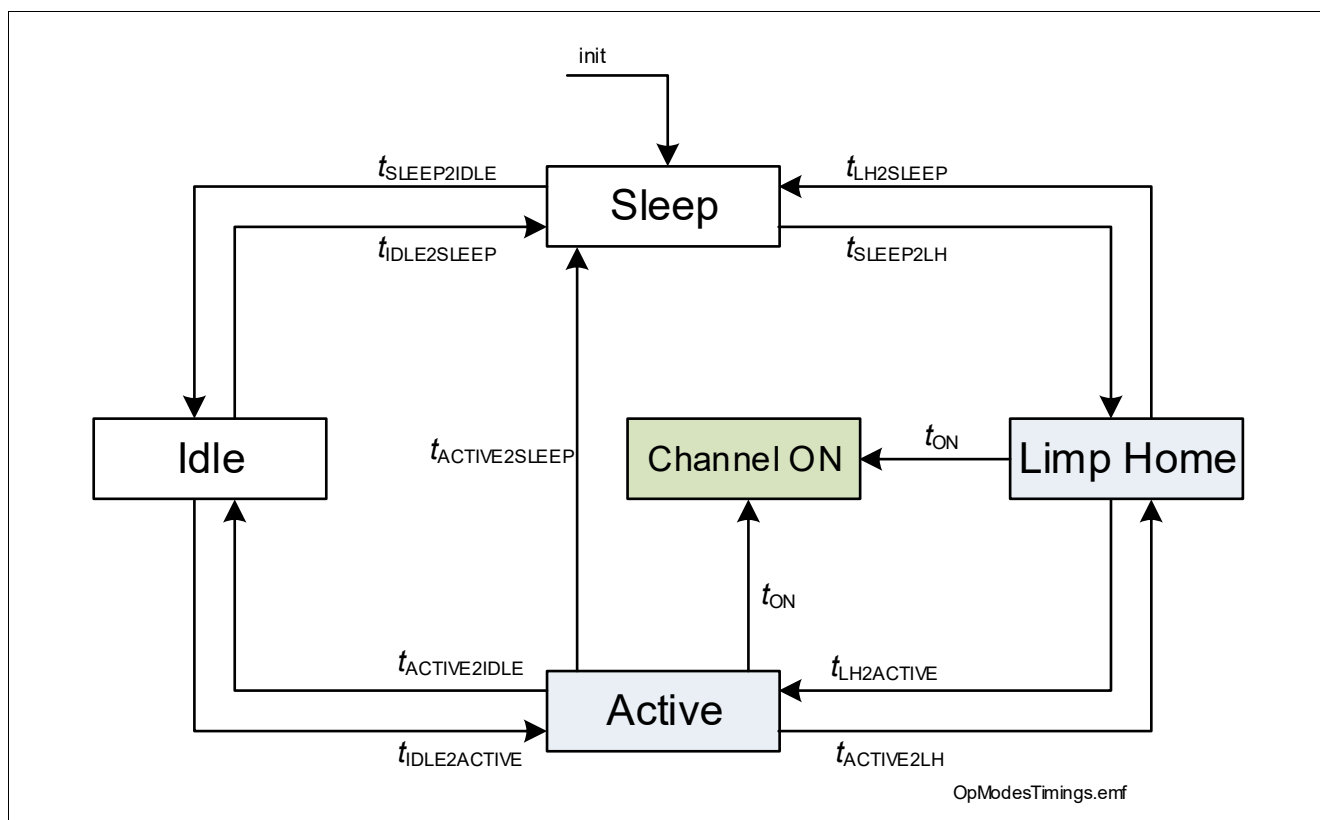 init
tSLEEP2IDLE
tLH2SLEEP
Sleep
tIDLE2SLEEP
tSLEEP2LH
Idle
tACTIVE2SLEEP
Channel ON
tON
Limp Home
tON
tACTIVE2IDLE
tLH2ACTIVE
Active
tIDLE2ACTIVE
tACTIVE2LH
OpModesTimings.emf